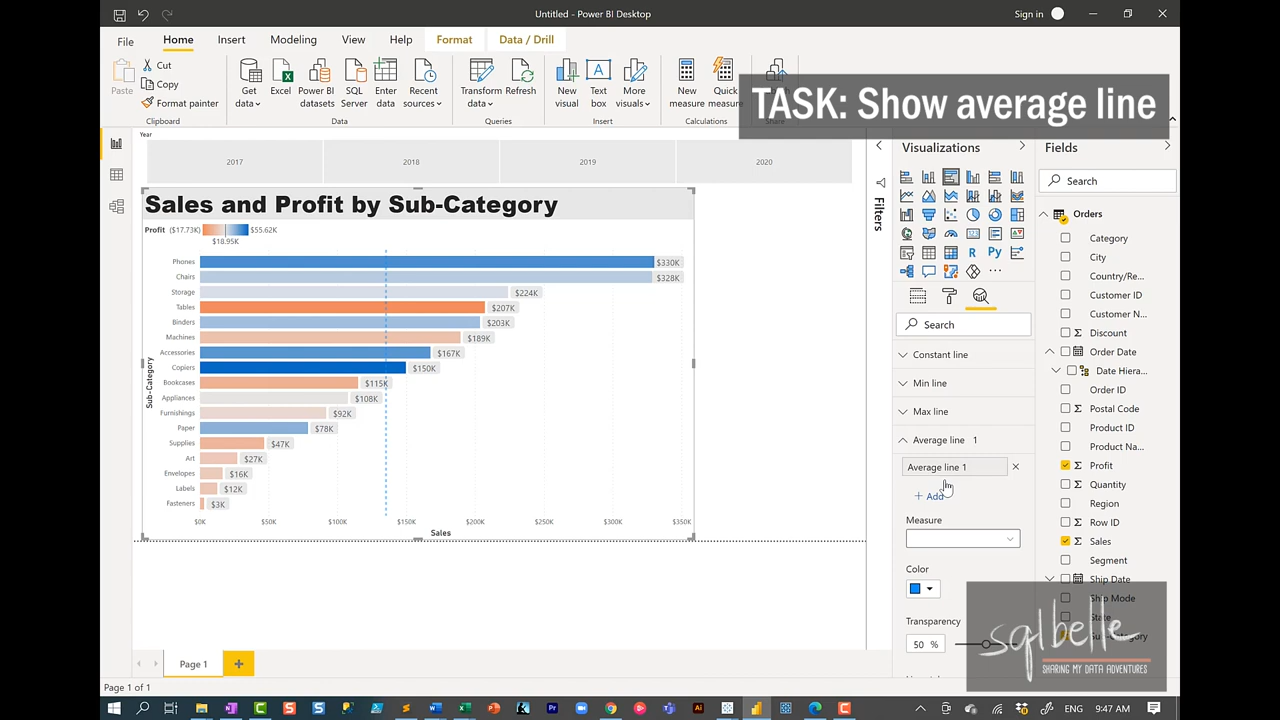 Untitled - Power BI Desktop
Sign in
File
Home
Insert
Modeling
View
Help
Format
Data / Drill
Paste
Cut
Copy
Format painter
Clipboard
Get data
Excel
Power BI datasets
SQL Server
Enter data
Recent sources
Data
Transform data
Refresh
Queries
New visual
Text box
More visuals
Insert
New measure
Quick measure
Calculations
TASK: Show average line
Year
2017
2018
2019
2020
Sales and Profit by Sub-Category
Profit ($17.73K) $55.62K
$18.95K
Sub-Category
Phones $330K
Chairs $328K
Storage $224K
Tables $207K
Binders $203K
Machines $189K
Accessories $167K
Copiers $150K
Bookcases $115K
Appliances $108K
Furnishings $92K
Paper $78K
Supplies $47K
Art $27K
Envelopes $16K
Labels $12K
Fasteners $3K
$0K $50K $100K $150K $200K $250K $300K $350K
Sales
Filters
Visualizations
R
Py
Search
Constant line
Min line
Max line
Average line 1
Average line 1
+ Add
Measure
Color
Transparency
50 %
Fields
Search
Orders
Category
City
Country/Re...
Customer ID
Customer N...
Discount
Order Date
Date Hiera...
Order ID
Postal Code
Product ID
Product Na...
Profit
Quantity
Region
Row ID
Sales
Segment
Ship Date
Ship Mode
State
Sub-Category
sqlbelle
SHARING MY DATA ADVENTURES
Page 1
Page 1 of 1
9:47 AM